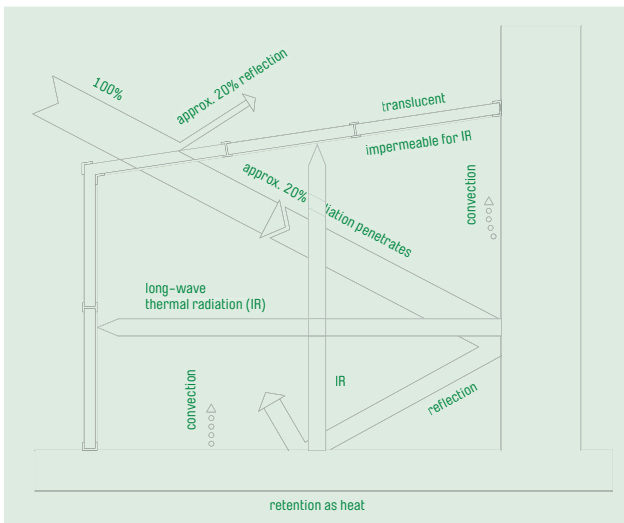 100%
approx. 20% reflection
translucent
impermeable for IR
approx. 20%
penetrates
convection
long-wave
thermal radiation (IR)
convection
IR
reflection
retention as heat